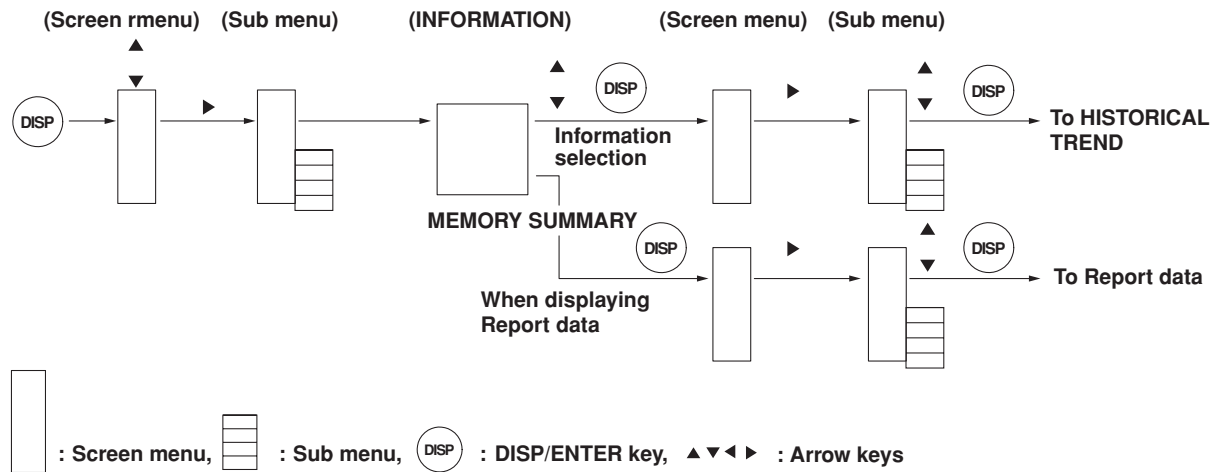 (Screen rmenu) (Sub menu) (INFORMATION) (Screen menu) (Sub menu)
DISP
DISP
DISP
Information
selection
To HISTORICAL
TREND
MEMORY SUMMARY
DISP
DISP
When displaying
Report data
To Report data
: Screen menu, : Sub menu, DISP : DISP/ENTER key, ▲▼◀ ▶ : Arrow keys